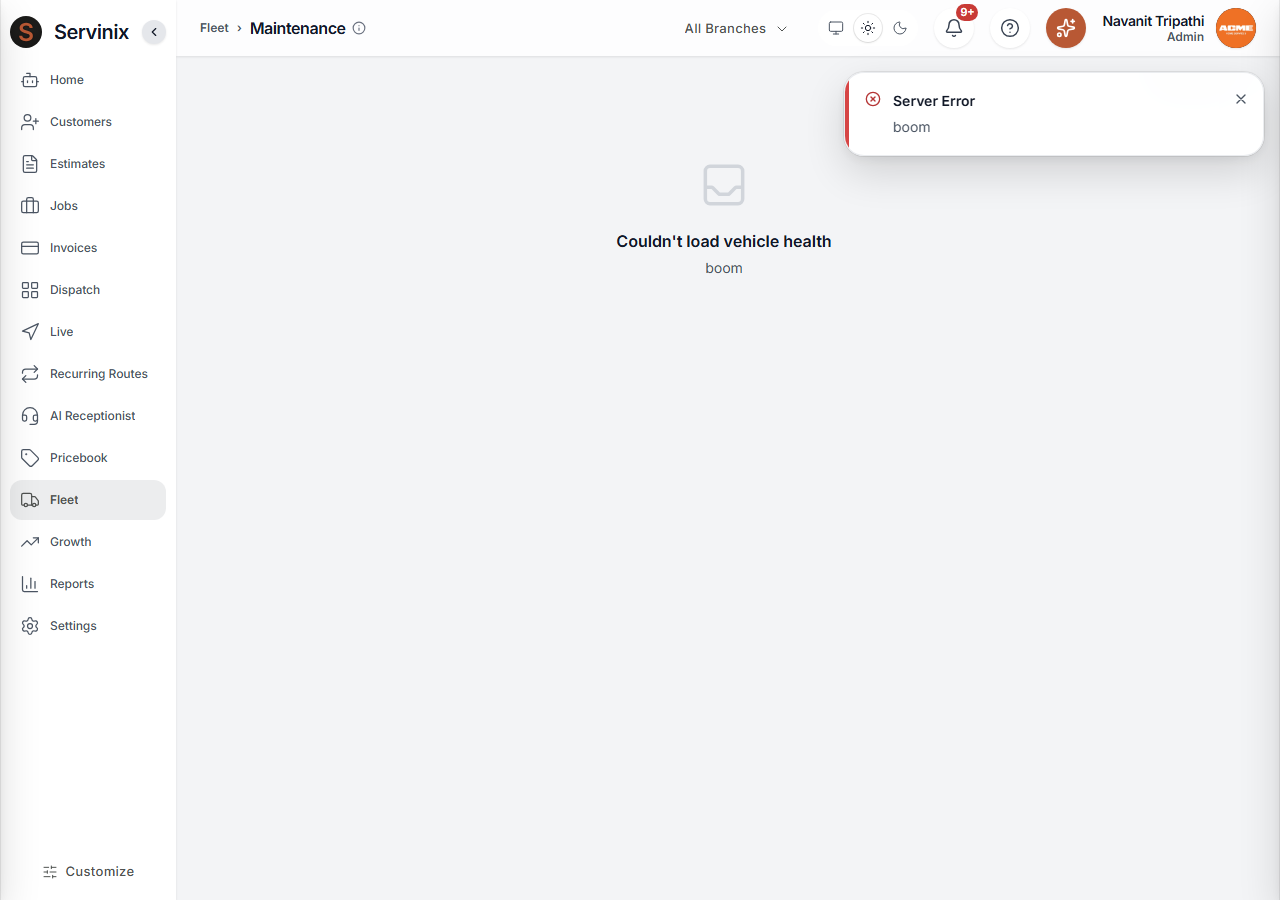 S
Servinix
Fleet › Maintenance
All Branches
9+
Navanit Tripathi
Admin
ACME
Home
Customers
Estimates
Jobs
Invoices
Dispatch
Live
Recurring Routes
AI Receptionist
Pricebook
Fleet
Growth
Reports
Settings
Customize
Server Error
boom
Couldn't load vehicle health
boom